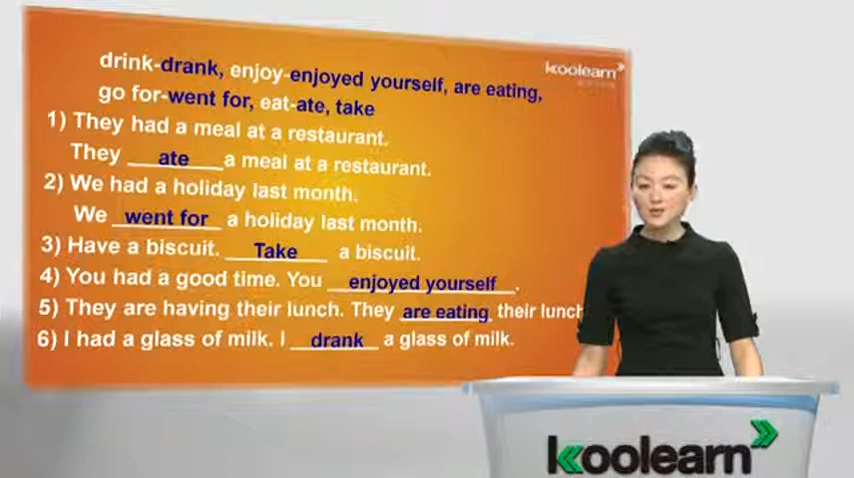 drink-drank, enjoy-enjoyed yourself, are eating,
go for-went for, eat-ate, take
1) They had a meal at a restaurant.
They ate a meal at a restaurant.
2) We had a holiday last month.
We went for a holiday last month.
3) Have a biscuit. Take a biscuit.
4) You had a good time. You enjoyed yourself.
5) They are having their lunch. They are eating their lunch
6) I had a glass of milk. I drank a glass of milk.
koolearn
koolearn